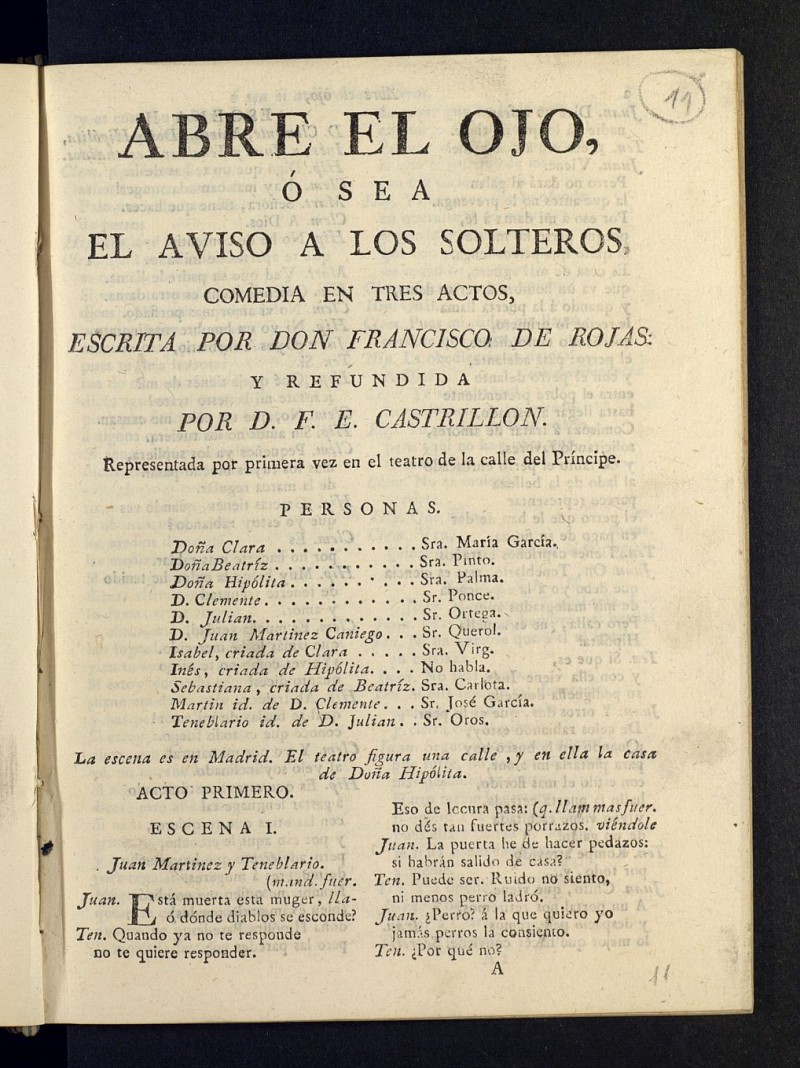 11
ABRE EL OJO,
Ó SEA
EL AVISO A LOS SOLTEROS,
COMEDIA EN TRES ACTOS,
ESCRITA POR DON FRANCISCO DE ROJAS:
Y REFUNDIDA
POR D. F. E. CASTRILLON.
Representada por primera vez en el teatro de la calle del Príncipe.
PERSONAS.
Doña Clara . . . . . . . . . . . Sra. María García.
Doña Beatríz . . . . . . . . . . . Sra. Pinto.
Doña Hipólita . . . . . . . . . . Sra. Palma.
D. Clemente . . . . . . . . . . . . Sr. Ponce.
D. Julian. . . . . . . . . . . . . Sr. Ortega.
D. Juan Martinez Caniego . . . Sr. Querol.
Isabel, criada de Clara . . . . . Sra. Virg.
Inés, criada de Hipólita. . . . No habla.
Sebastiana, criada de Beatríz. Sra. Carlota.
Martin id. de D. Clemente . . . Sr. José García.
Teneblario id. de D. Julian . . Sr. Oros.
La escena es en Madrid. El teatro figura una calle, y en ella la casa
de Doña Hipólita.
ACTO PRIMERO.
ESCENA I.
Juan Martinez y Teneblario.
(mand. fuer.
Juan. Está muerta esta muger, lla-
ó dónde diablos se esconde?
Ten. Quando ya no te responde
no te quiere responder.
Eso de locura pasa: (q. llam mas fuer.
no dés tan fuertes porrazos. viéndole
Juan. La puerta he de hacer pedazos:
si habrán salido de casa?
Ten. Puede ser. Ruido no siento,
ni menos perro ladró.
Juan. ¿Perro? á la que quiero yo
jamás perros la consiento.
Ten. ¿Por qué no?
A
11